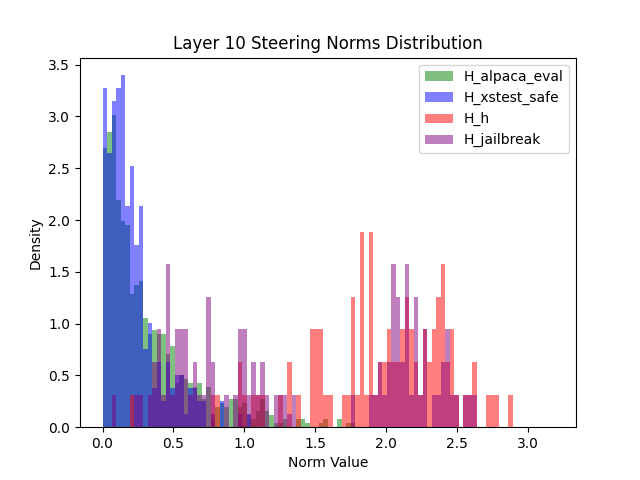 Layer 10 Steering Norms Distribution
3.5
3.0
2.5
2.0
1.5
1.0
0.5
0.0
Density
H_alpaca_eval
H_xstest_safe
H_h
H_jailbreak
0.0 0.5 1.0 1.5 2.0 2.5 3.0
Norm Value